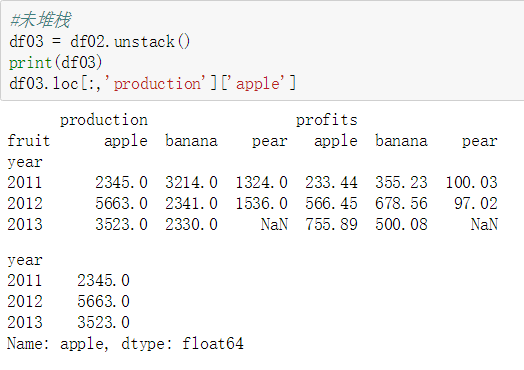 #未堆栈
df03 = df02.unstack()
print(df03)
df03.loc[:,'production']['apple']
production profits
fruit apple banana pear apple banana pear
year
2011 2345.0 3214.0 1324.0 233.44 355.23 100.03
2012 5663.0 2341.0 1536.0 566.45 678.56 97.02
2013 3523.0 2330.0 NaN 755.89 500.08 NaN
year
2011 2345.0
2012 5663.0
2013 3523.0
Name: apple, dtype: float64